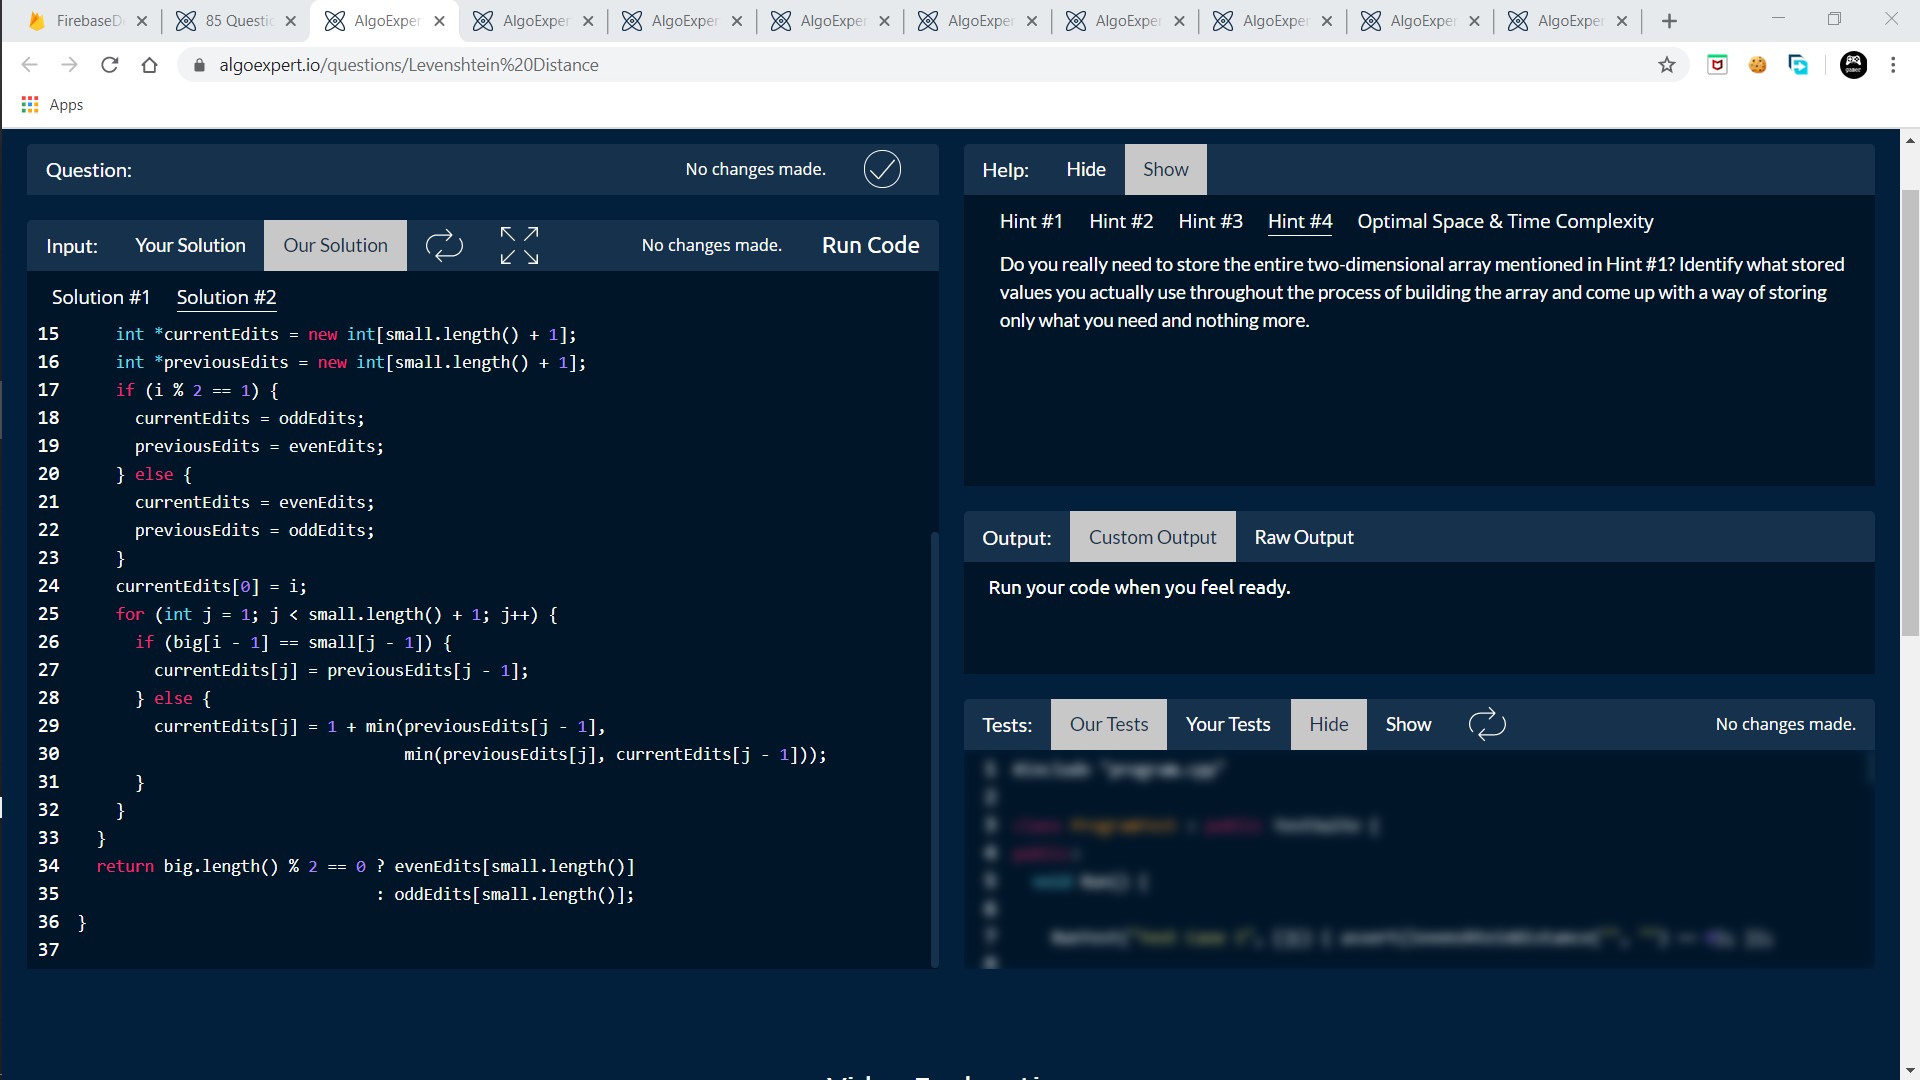 FirebaseD
85 Questic
AlgoExper
AlgoExper
AlgoExper
AlgoExper
AlgoExper
AlgoExper
AlgoExper
AlgoExper
AlgoExper
algoexpert.io/questions/Levenshtein%20Distance
Apps
Question:
No changes made.
Input:
Your Solution
Our Solution
No changes made.
Run Code
Solution #1
Solution #2
15 int *currentEdits = new int[small.length() + 1];
16 int *previousEdits = new int[small.length() + 1];
17 if (i % 2 == 1) {
18 currentEdits = oddEdits;
19 previousEdits = evenEdits;
20 } else {
21 currentEdits = evenEdits;
22 previousEdits = oddEdits;
23 }
24 currentEdits[0] = i;
25 for (int j = 1; j < small.length() + 1; j++) {
26 if (big[i - 1] == small[j - 1]) {
27 currentEdits[j] = previousEdits[j - 1];
28 } else {
29 currentEdits[j] = 1 + min(previousEdits[j - 1],
30 min(previousEdits[j], currentEdits[j - 1]));
31 }
32 }
33 }
34 return big.length() % 2 == 0 ? evenEdits[small.length()]
35 : oddEdits[small.length()];
36 }
37
Help:
Hide
Show
Hint #1
Hint #2
Hint #3
Hint #4
Optimal Space & Time Complexity
Do you really need to store the entire two-dimensional array mentioned in Hint #1? Identify what stored
values you actually use throughout the process of building the array and come up with a way of storing
only what you need and nothing more.
Output:
Custom Output
Raw Output
Run your code when you feel ready.
Tests:
Our Tests
Your Tests
Hide
Show
No changes made.